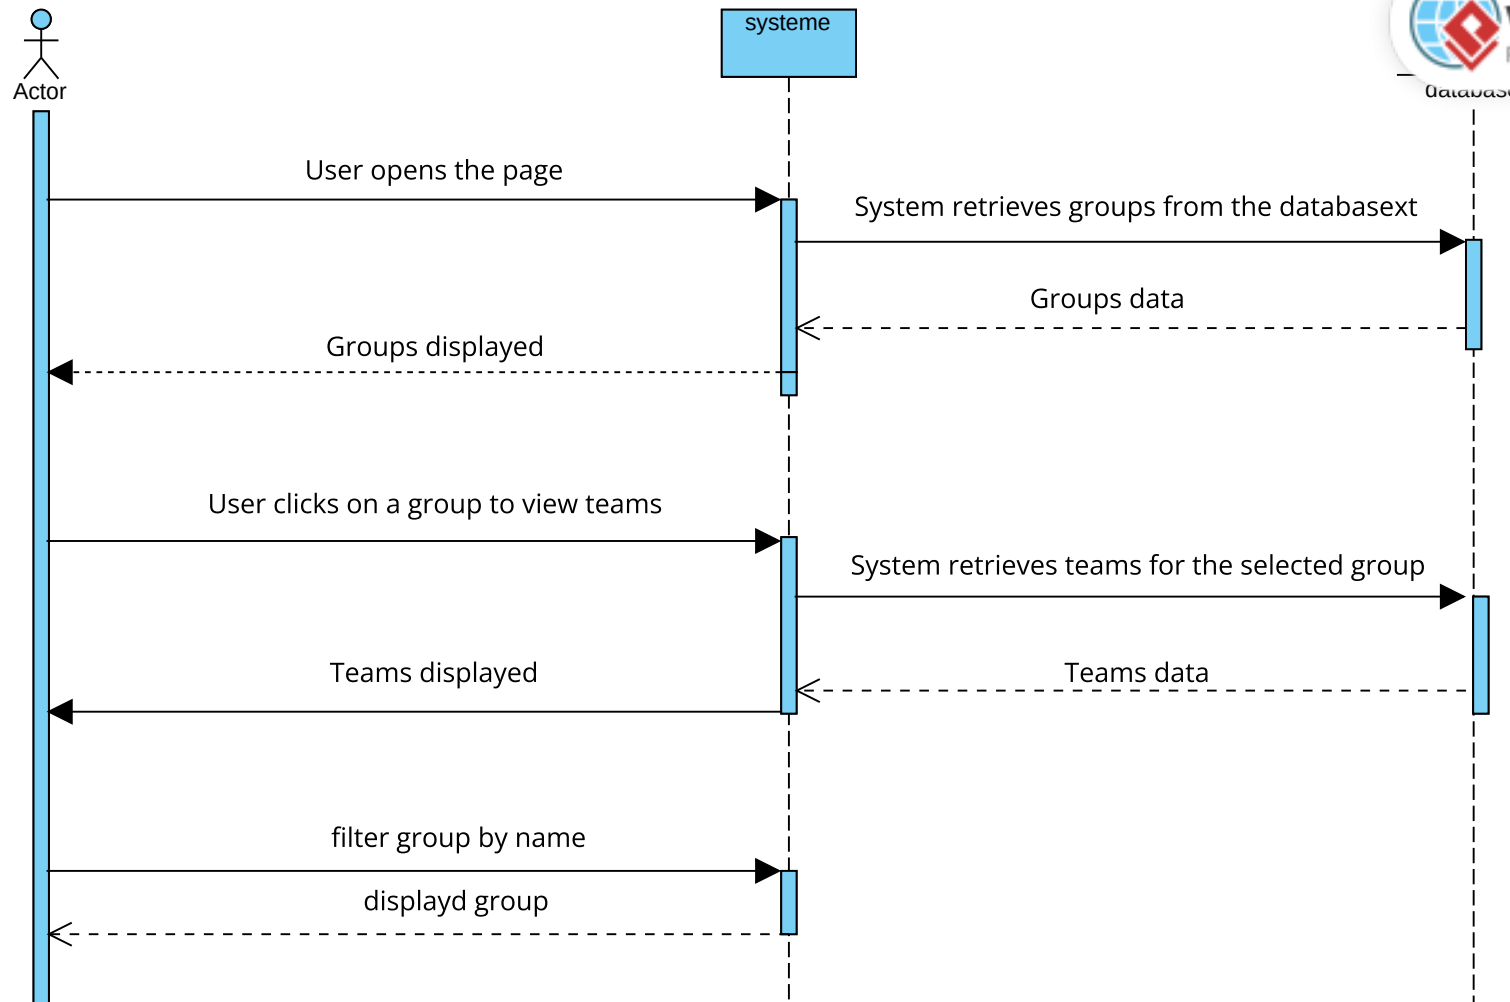 systeme
Actor
User opens the page
System retrieves groups from the databasext
Groups data
Groups displayed
User clicks on a group to view teams
System retrieves teams for the selected group
Teams displayed
Teams data
filter group by name
displayd group